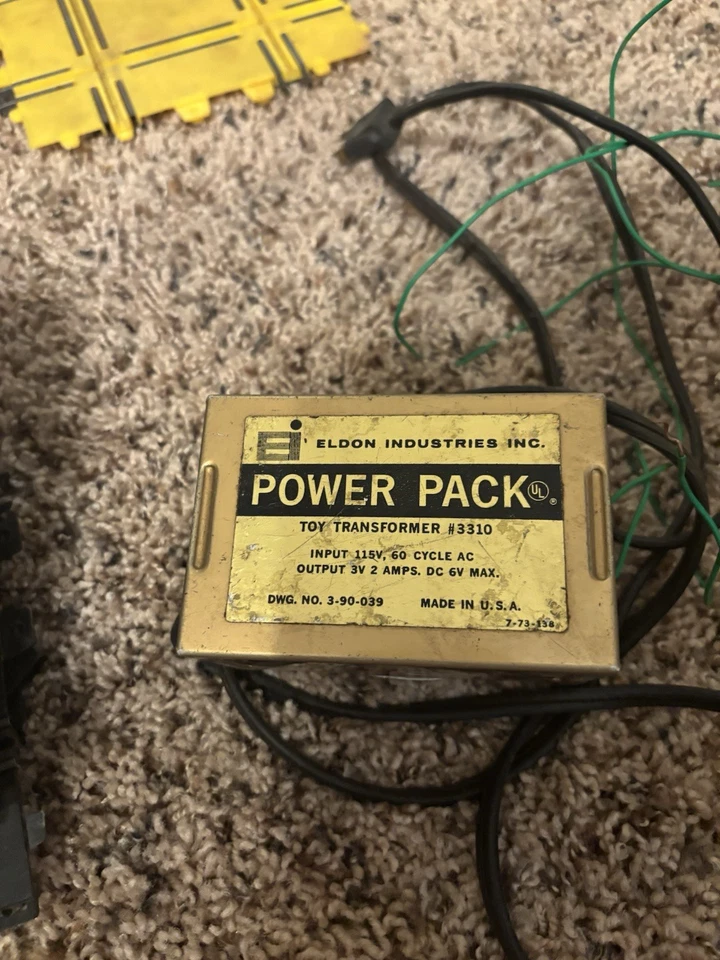 Ei ELDON INDUSTRIES INC.
POWER PACK UL ®
TOY TRANSFORMER #3310
INPUT 115V, 60 CYCLE AC
OUTPUT 3V 2 AMPS. DC 6V MAX.
DWG. NO. 3-90-039 MADE IN U.S.A.
7-73-138